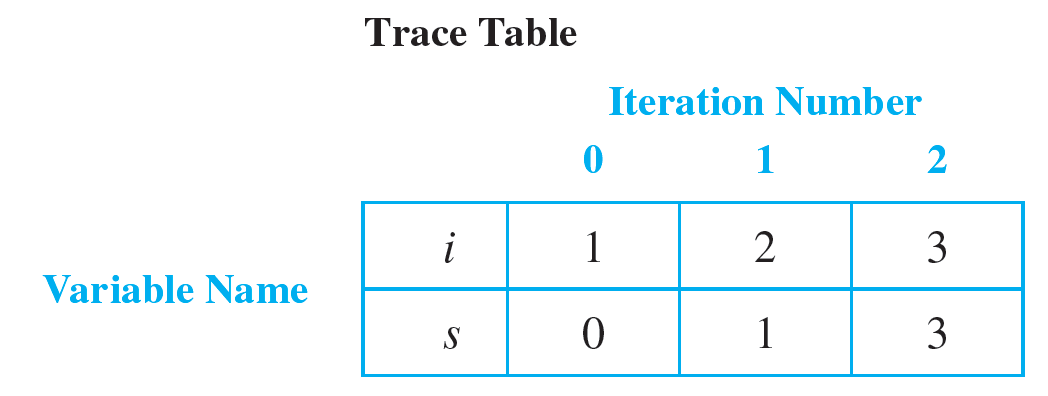 Trace Table
Iteration Number
0 1 2
i 1 2 3
Variable Name
s 0 1 3